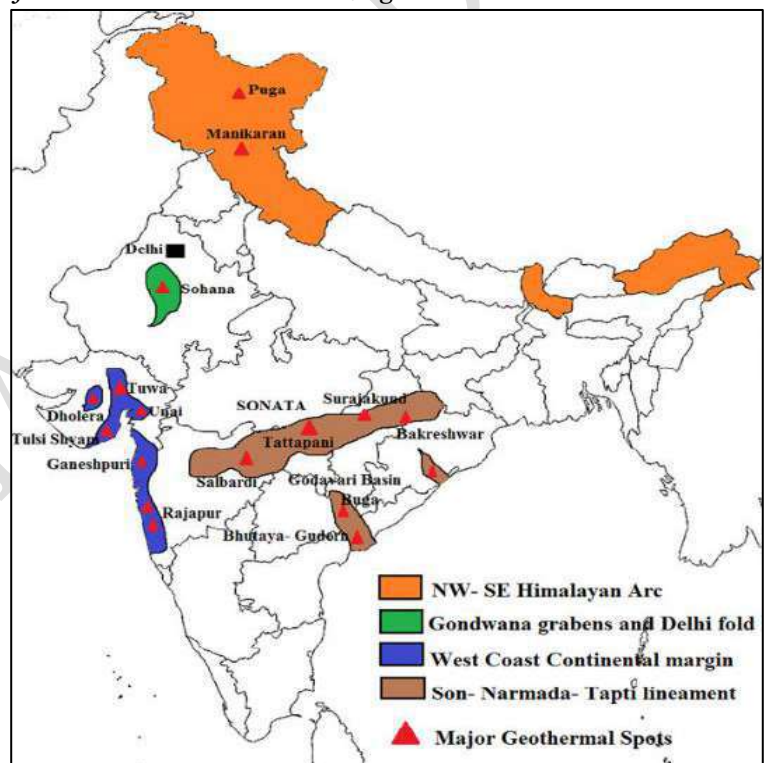 Puga
Manikaran
Delhi
Sohana
Tuwa
Dholera
Unai
Tulsi Shyam
Ganeshpuri
Rajapur
SONATA
Surajakund
Tattapani
Bakreshwar
Salbardi
Godavari Basin
Buga
Bhutaya- Gudem
NW- SE Himalayan Arc
Gondwana grabens and Delhi fold
West Coast Continental margin
Son- Narmada- Tapti lineament
Major Geothermal Spots